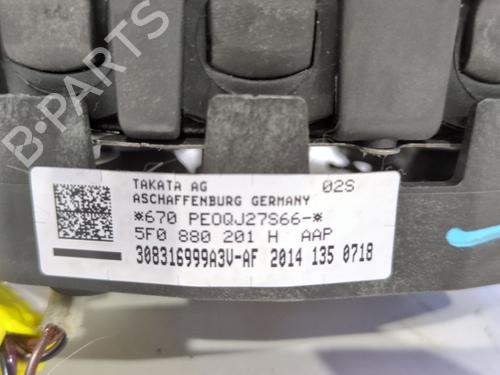 B-PARTS
TAKATA AG 02S
ASCHAFFENBURG GERMANY
*670 PEOQJ27S66-*
5F0 880 201 H AAP
308316999A3V-AF 2014 135 0718